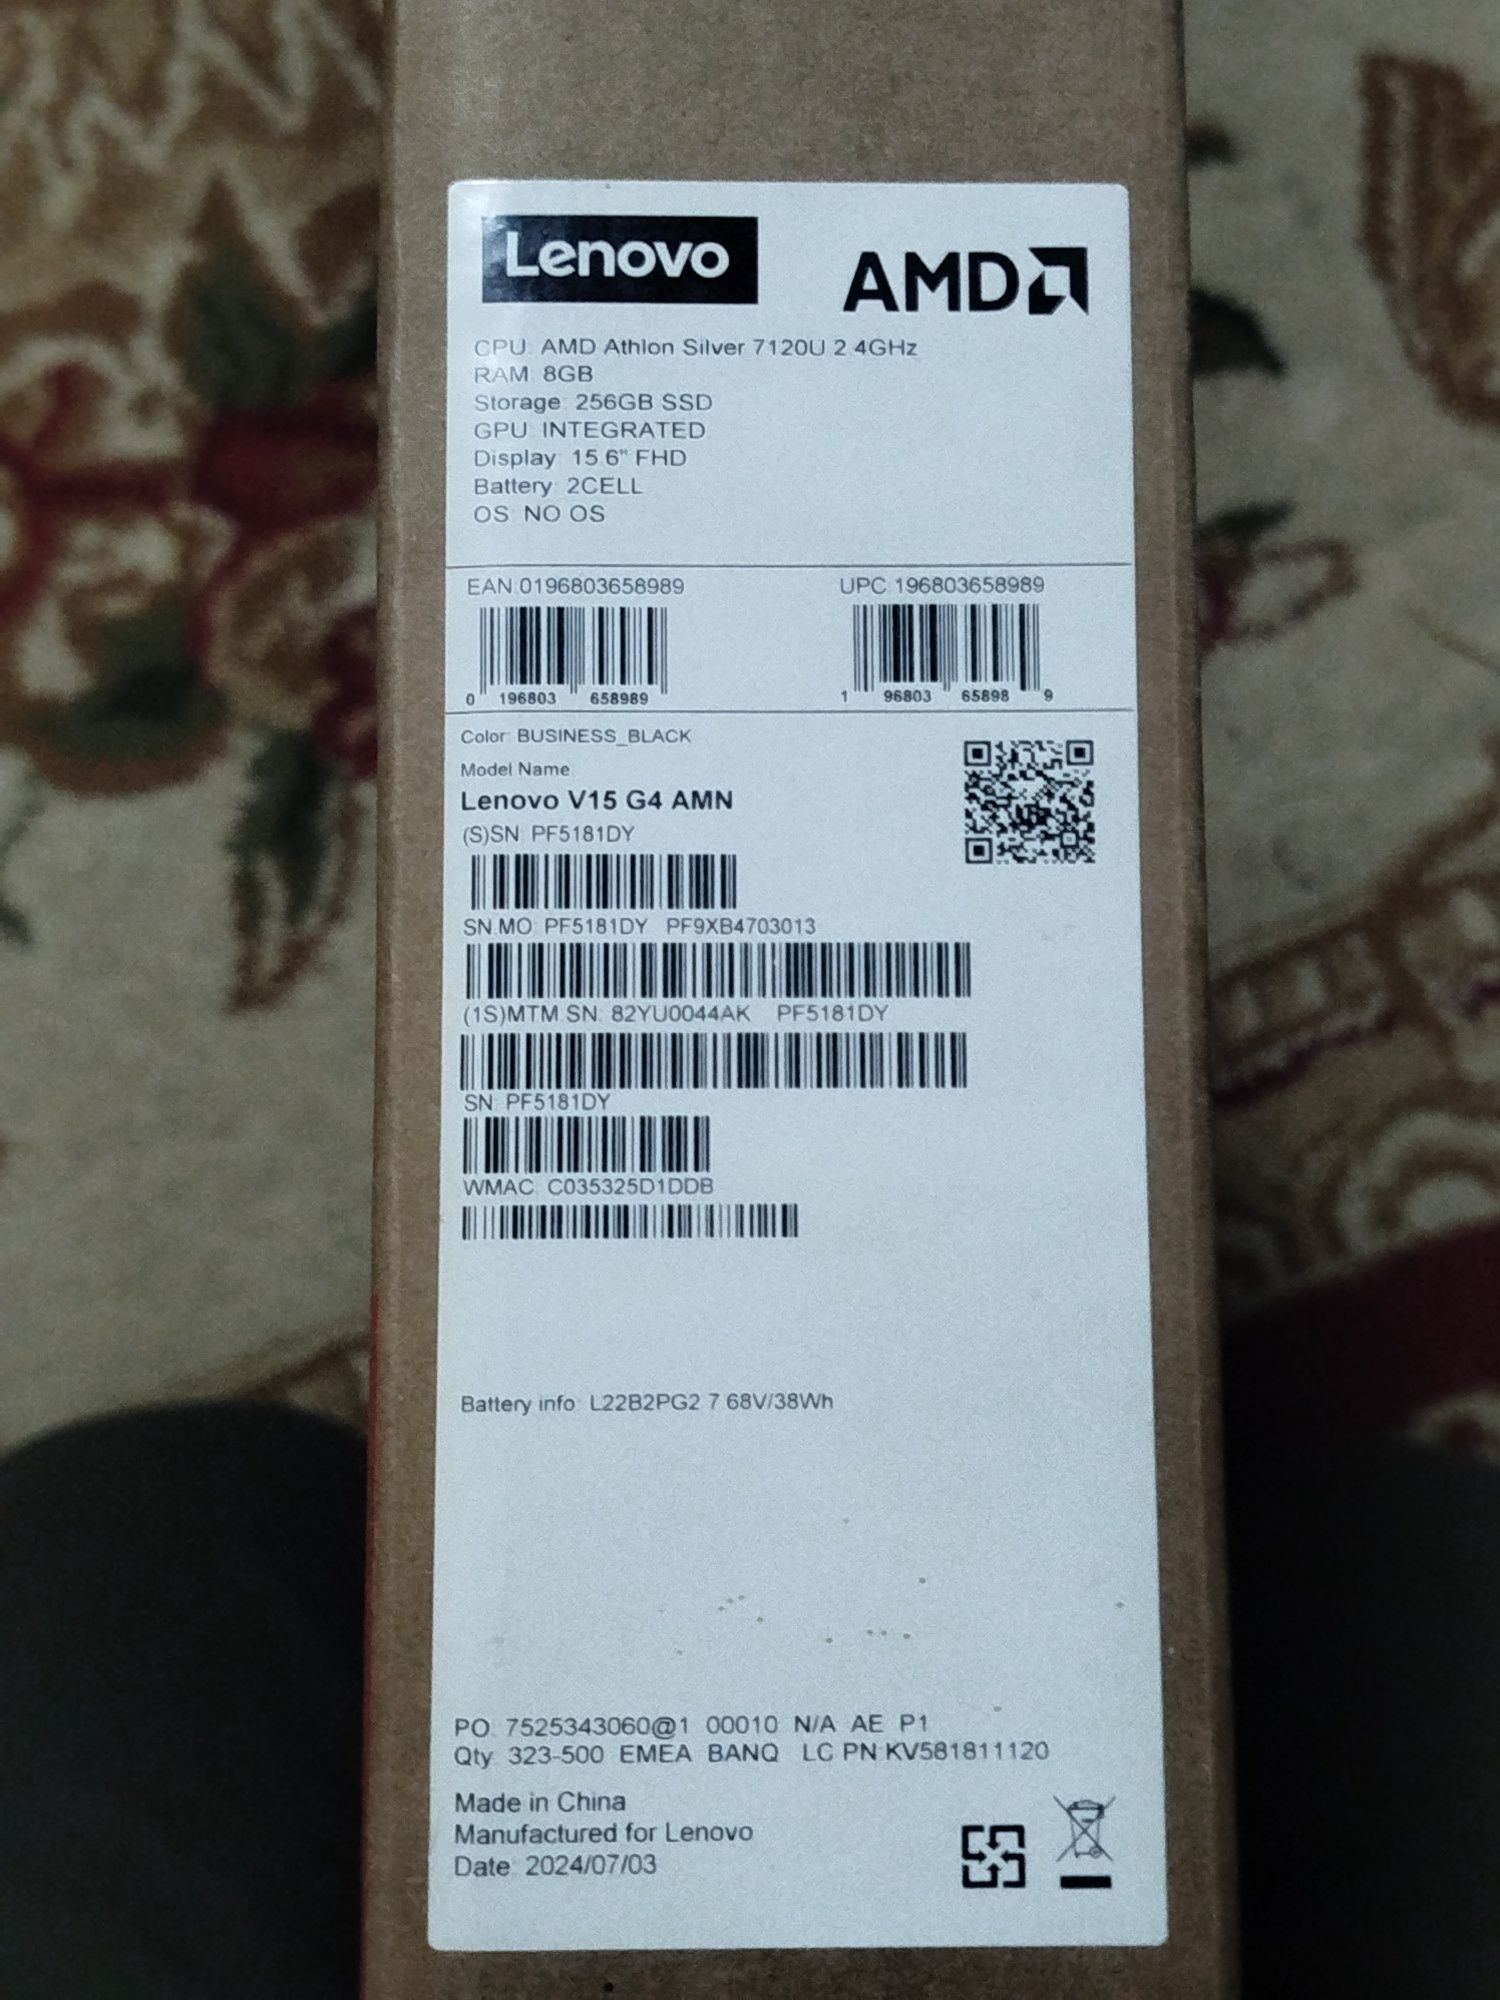 Lenovo
AMD
CPU: AMD Athlon Silver 7120U 2.4GHz
RAM: 8GB
Storage: 256GB SSD
GPU: INTEGRATED
Display: 15.6" FHD
Battery: 2CELL
OS: NO OS
EAN:0196803658989 UPC:196803658989
0 196803 658989 1 96803 65898 9
Color: BUSINESS_BLACK
Model Name
Lenovo V15 G4 AMN
(S)SN: PF5181DY
SN.MO: PF5181DY PF9XB4703013
(1S)MTM.SN: 82YU0044AK PF5181DY
SN: PF5181DY
WMAC: C035325D1DDB
Battery info: L22B2PG2 7.68V/38Wh
PO: 7525343060@1 00010 N/A AE P1
Qty: 323-500 EMEA BANQ LC PN:KV581811120
Made in China
Manufactured for Lenovo
Date: 2024/07/03